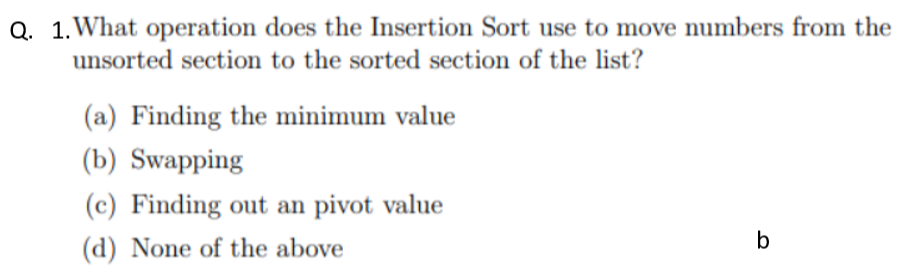 Q. 1. What operation does the Insertion Sort use to move numbers from the
unsorted section to the sorted section of the list?
(a) Finding the minimum value
(b) Swapping
(c) Finding out an pivot value
(d) None of the above
b